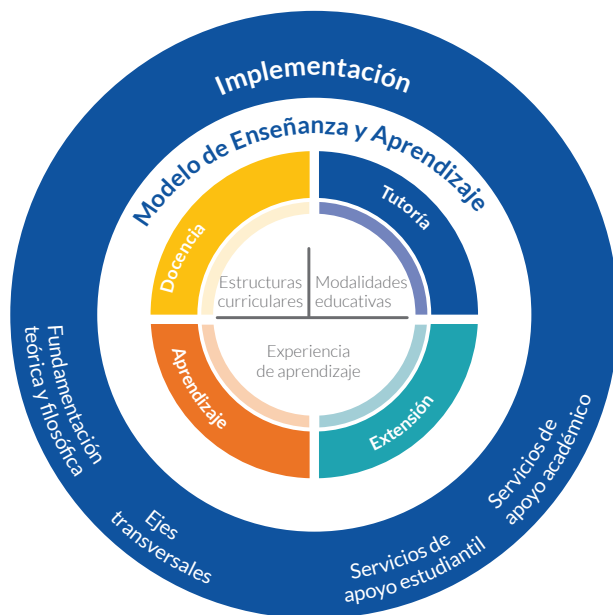 Implementación
Modelo de Enseñanza y Aprendizaje
Docencia
Tutoría
Estructuras
curriculares
Modalidades
educativas
Experiencia
de aprendizaje
Aprendizaje
Extensión
Fundamentación
teórica y filosófica
Ejes
transversales
Servicios de
apoyo estudiantil
Servicios de
apoyo académico